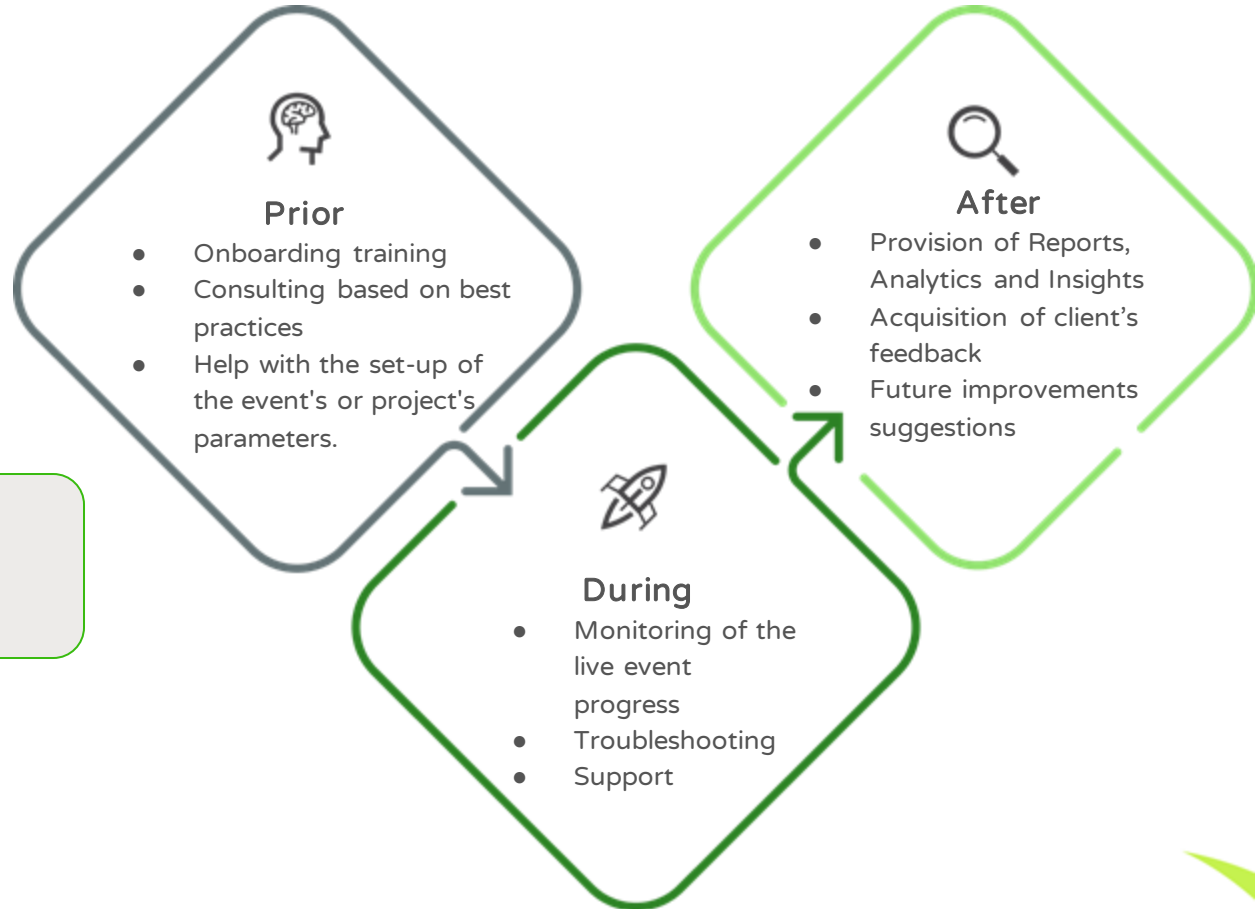 Prior
● Onboarding training
● Consulting based on best
practices
● Help with the set-up of
the event's or project's
parameters.
During
● Monitoring of the
live event
progress
● Troubleshooting
● Support
After
● Provision of Reports,
Analytics and Insights
● Acquisition of client’s
feedback
● Future improvements
suggestions